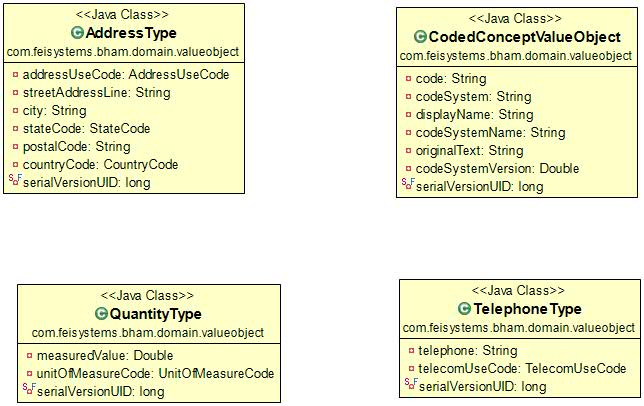 <<Java Class>>
AddressType
com.feisystems.bham.domain.valueobject
addressUseCode: AddressUseCode
streetAddressLine: String
city: String
stateCode: StateCode
postalCode: String
countryCode: CountryCode
serialVersionUID: long
<<Java Class>>
CodedConceptValueObject
com.feisystems.bham.domain.valueobject
code: String
codeSystem: String
displayName: String
codeSystemName: String
originalText: String
codeSystemVersion: Double
serialVersionUID: long
<<Java Class>>
QuantityType
com.feisystems.bham.domain.valueobject
measuredValue: Double
unitOfMeasureCode: UnitOfMeasureCode
serialVersionUID: long
<<Java Class>>
TelephoneType
com.feisystems.bham.domain.valueobject
telephone: String
telecomUseCode: TelecomUseCode
serialVersionUID: long